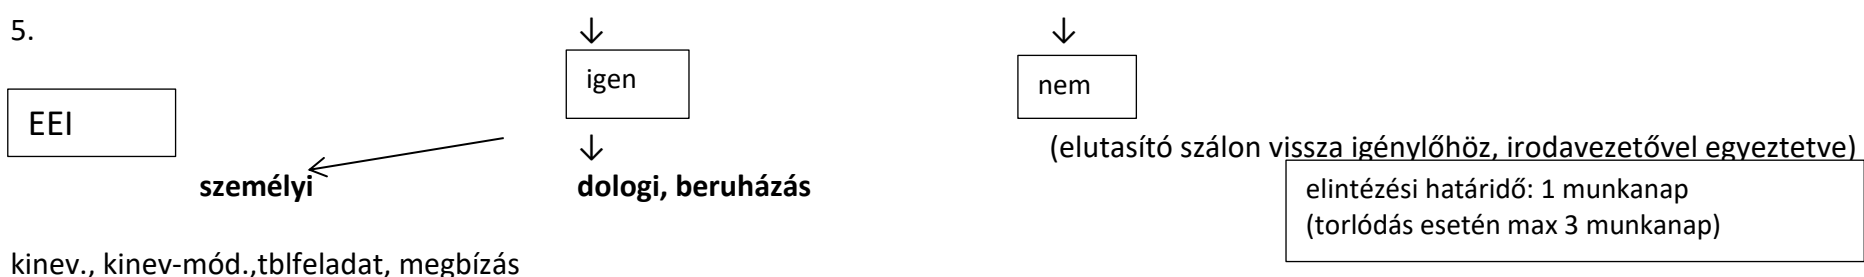 5.
↓ ↓
igen
nem
EEI
↓
(elutasító szálon vissza igénylőhöz, irodavezetővel egyeztetve)
személyi dologi, beruházás
elintézési határidő: 1 munkanap
(torlódás esetén max 3 munkanap)
kinev., kinev-mód.,tblfeladat, megbízás